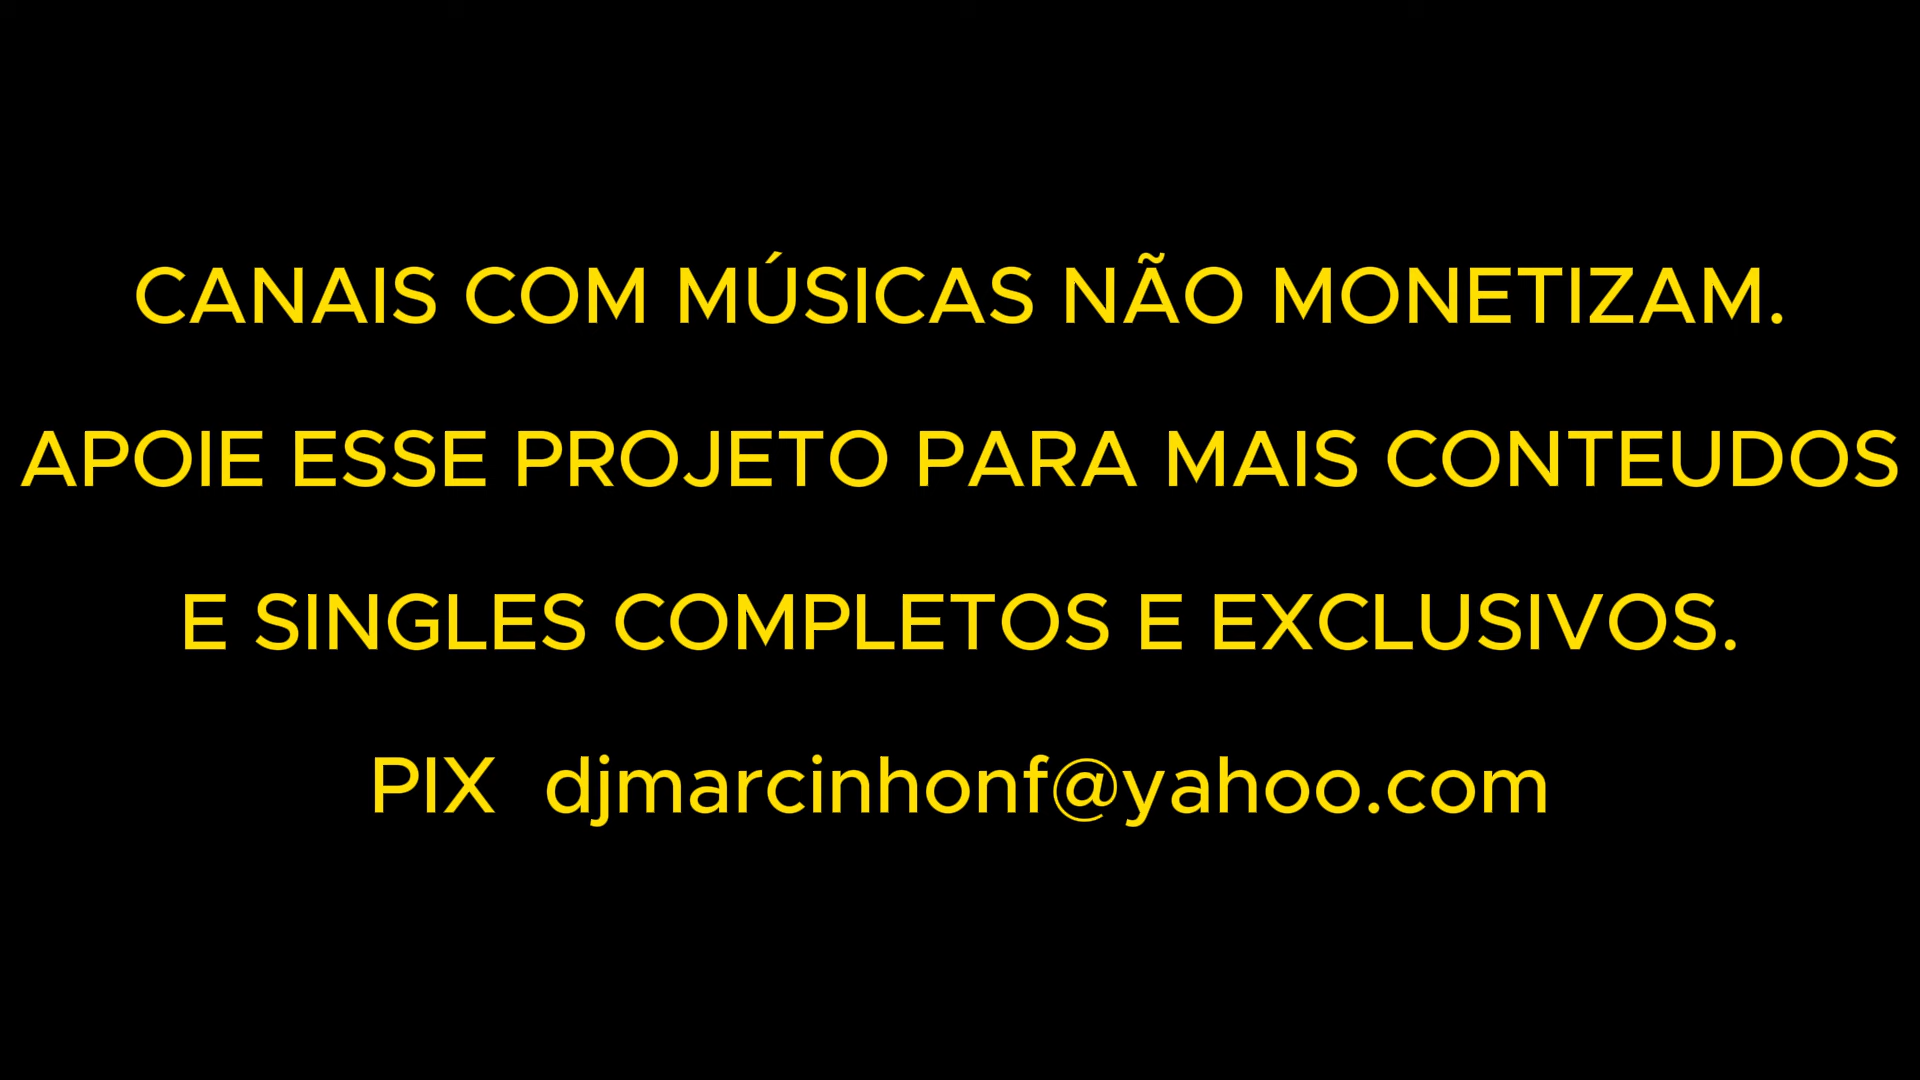 CANAIS COM MÚSICAS NÃO MONETIZAM.
APOIE ESSE PROJETO PARA MAIS CONTEUDOS
E SINGLES COMPLETOS E EXCLUSIVOS.
PIX djmarcinhonf@yahoo.com